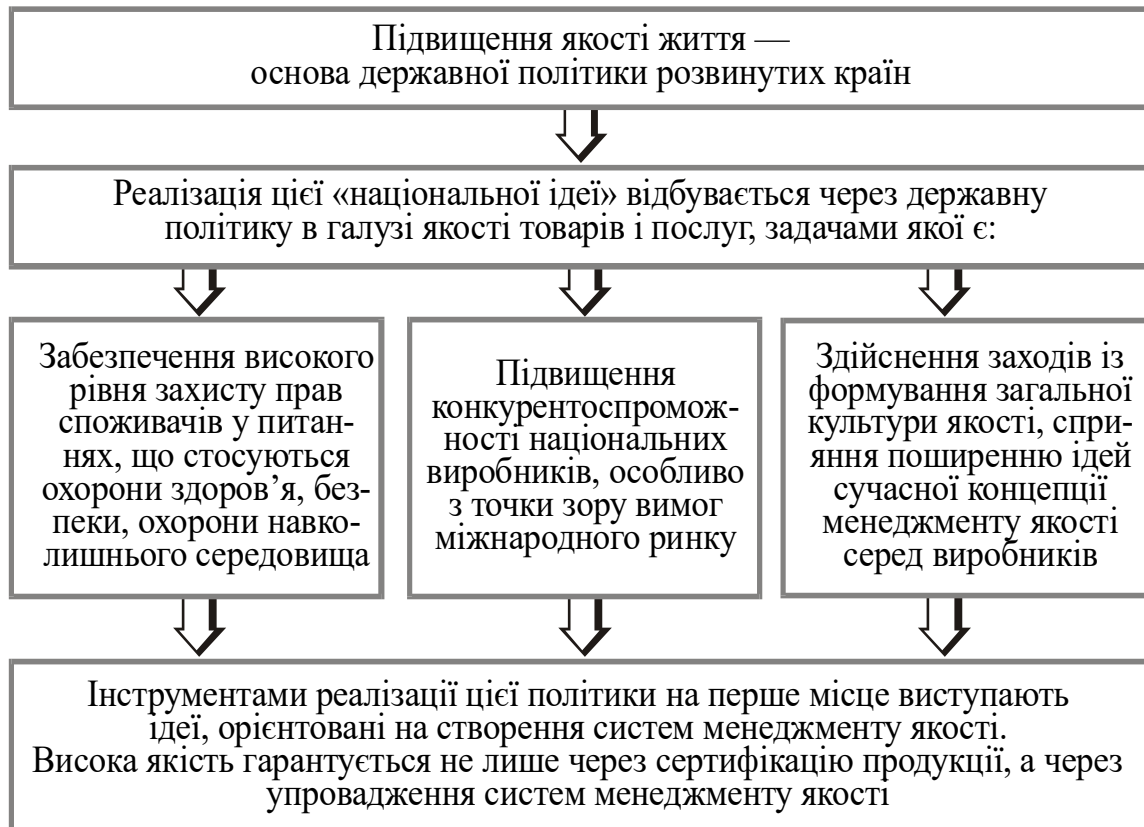 Підвищення якості життя —
основа державної політики розвинутих країн
Реалізація цієї «національної ідеї» відбувається через державну
політику в галузі якості товарів і послуг, задачами якої є:
Забезпечення високого
рівня захисту прав
споживачів у питан-
нях, що стосуються
охорони здоров’я, без-
пеки, охорони навко-
лишнього середовища
Підвищення
конкурентоспромож-
ності національних
виробників, особливо
з точки зору вимог
міжнародного ринку
Здійснення заходів із
формування загальної
культури якості, спри-
яння поширенню ідей
сучасної концепції
менеджменту якості
серед виробників
Інструментами реалізації цієї політики на перше місце виступають
ідеї, орієнтовані на створення систем менеджменту якості.
Висока якість гарантується не лише через сертифікацію продукції, а через
упровадження систем менеджменту якості